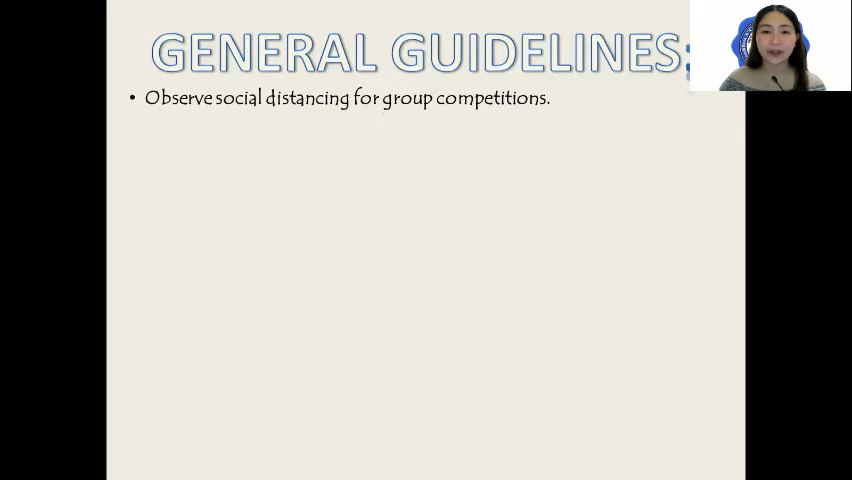 GENERAL GUIDELINES:
• Observe social distancing for group competitions.